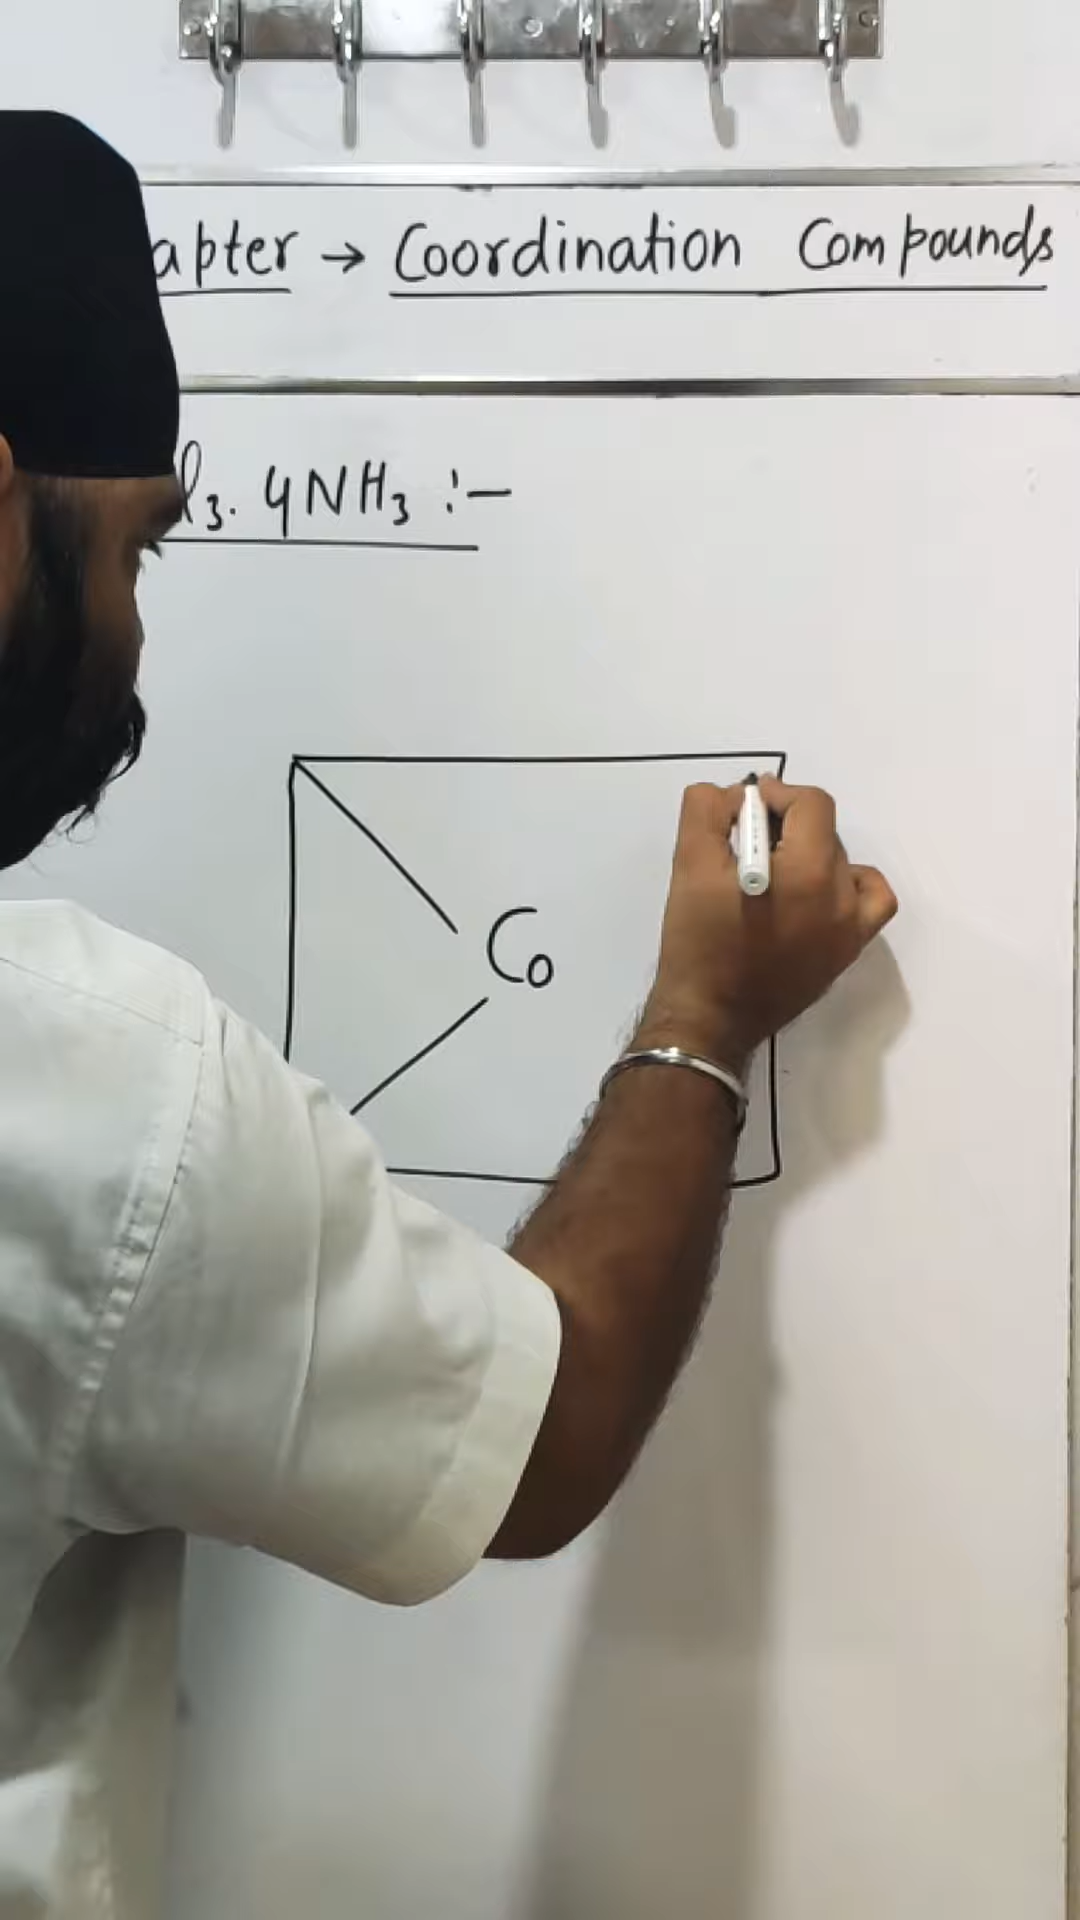 apter → Coordination Compounds
l₃. 4NH₃ :-
Co